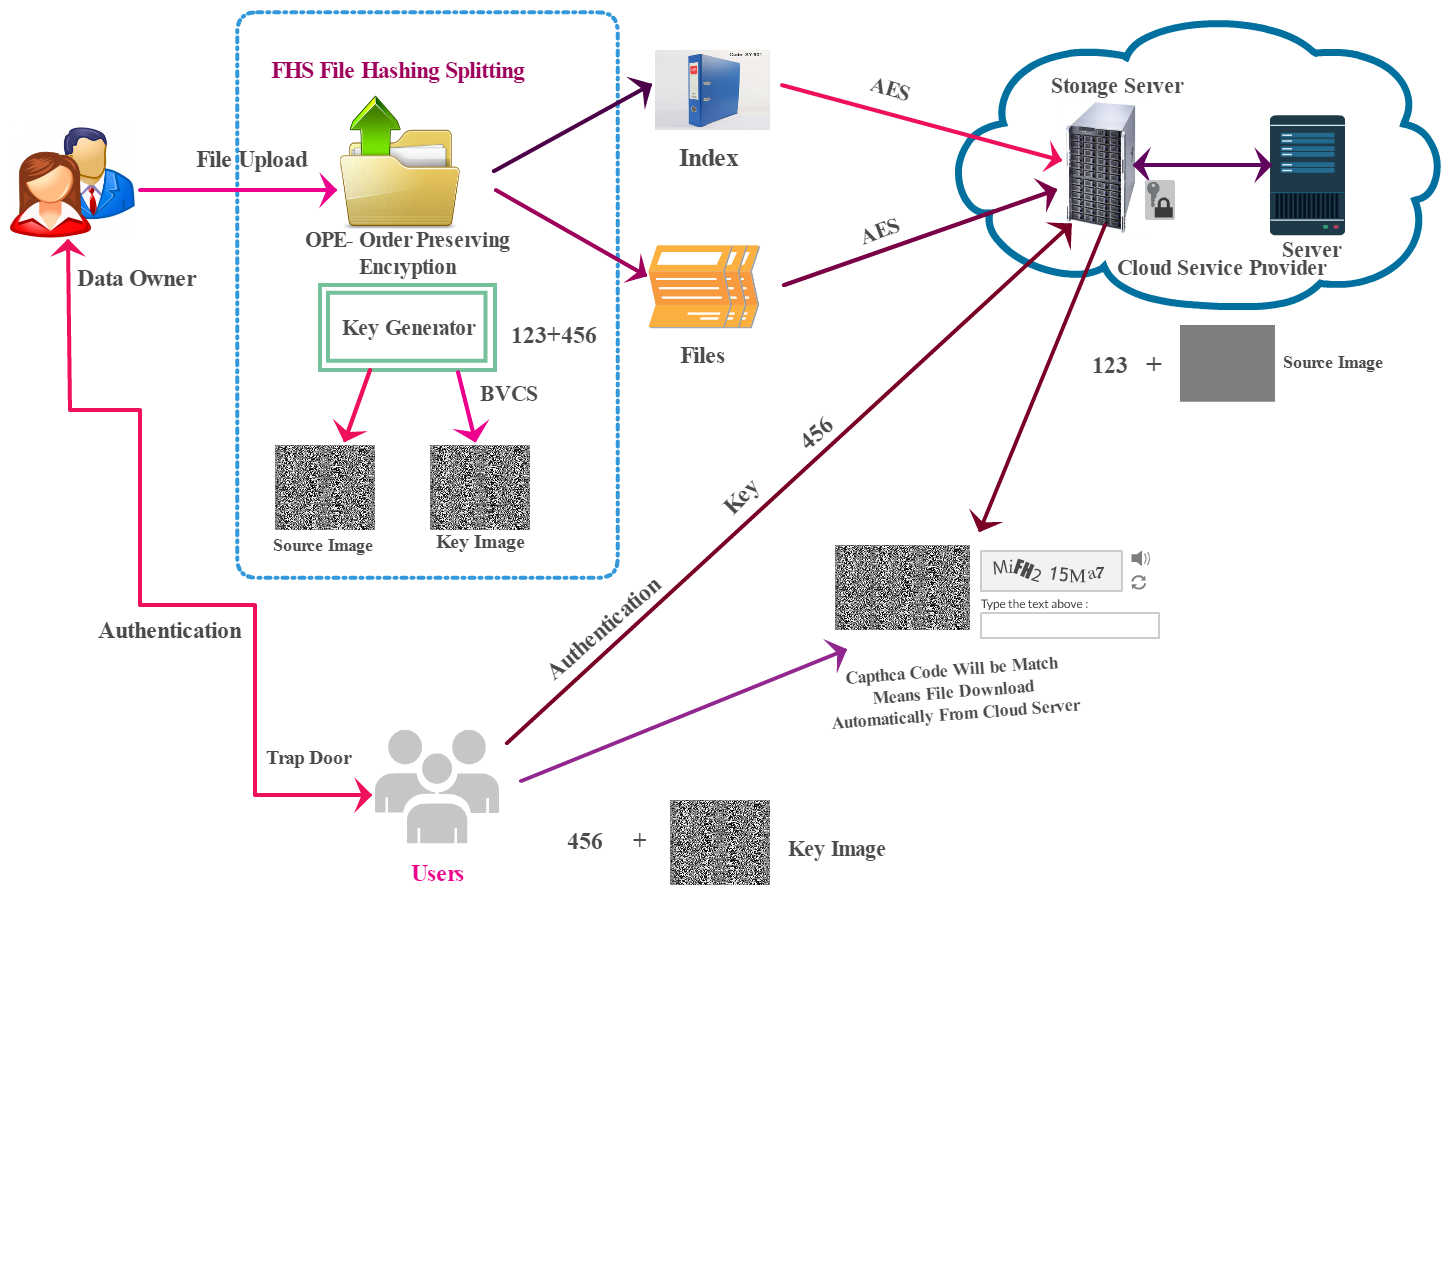 FHS File Hashing Splitting
File Upload
Data Owner
OPE- Order Preserving
Encryption
Key Generator
123+456
BVCS
Source Image
Key Image
Code: SY-901
Index
Files
AES
AES
Storage Server
Server
Cloud Service Provider
123 +
Source Image
Authentication Key 456
MiFH2 15Ma7
Type the text above :
Capthca Code Will be Match
Means File Download
Automatically From Cloud Server
Authentication
Trap Door
Users
456 +
Key Image